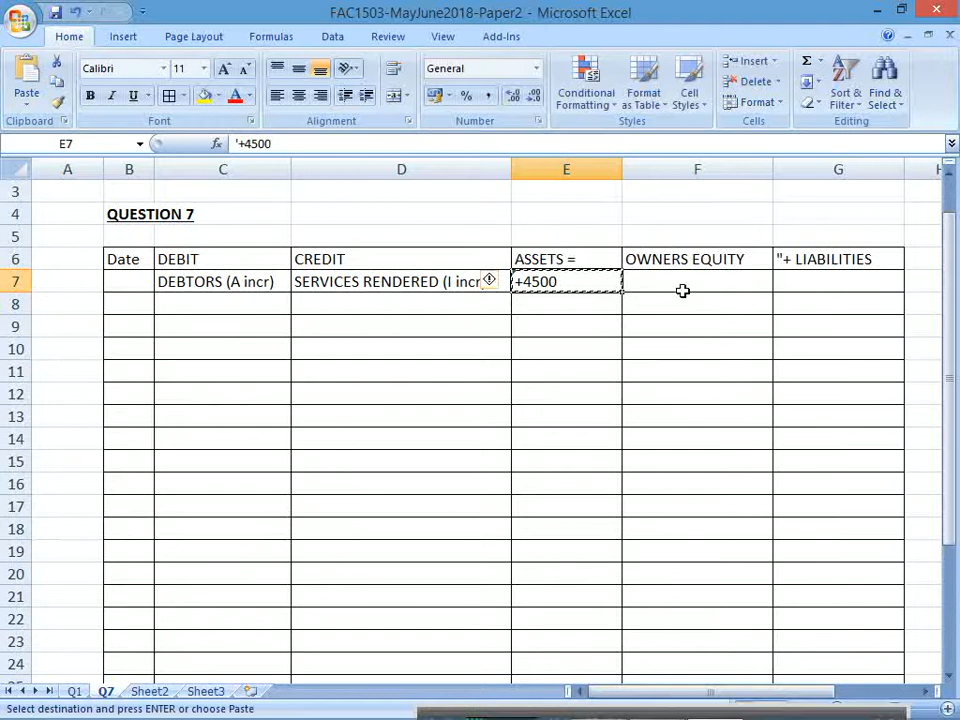 FAC1503-MayJune2018-Paper2 - Microsoft Excel
Home Insert Page Layout Formulas Data Review View Add-Ins
Paste Calibri 11 A A General Conditional Formatting Format as Table Cell Styles Insert Delete Format Σ Sort & Filter Find & Select
B I U A % ,
Clipboard Font Alignment Number Styles Cells Editing
E7 fx '+4500
A B C D E F G H
3
4 QUESTION 7
5
6 Date DEBIT CREDIT ASSETS = OWNERS EQUITY "+ LIABILITIES
7 DEBTORS (A incr) SERVICES RENDERED (I incr +4500
8
9
10
11
12
13
14
15
16
17
18
19
20
21
22
23
24
Q1 Q7 Sheet2 Sheet3
Select destination and press ENTER or choose Paste